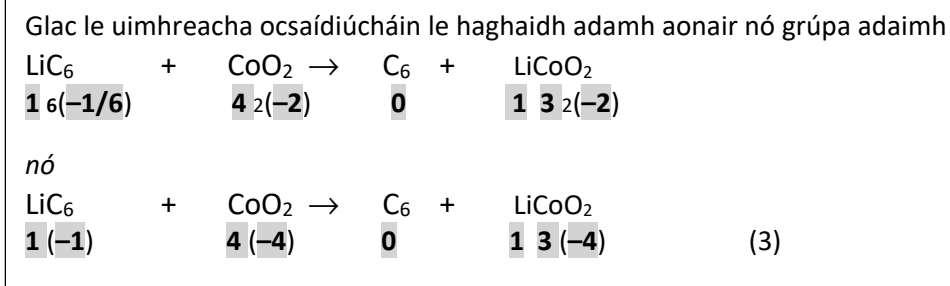 Glac le uimhreacha ocsaídiúcháin le haghaidh adamh aonair nó grúpa adaimh
LiC₆ + CoO₂ → C₆ + LiCoO₂
1 6(–1/6) 4 2(–2) 0 1 3 2(–2)
nó
LiC₆ + CoO₂ → C₆ + LiCoO₂
1 (–1) 4 (–4) 0 1 3 (–4) (3)